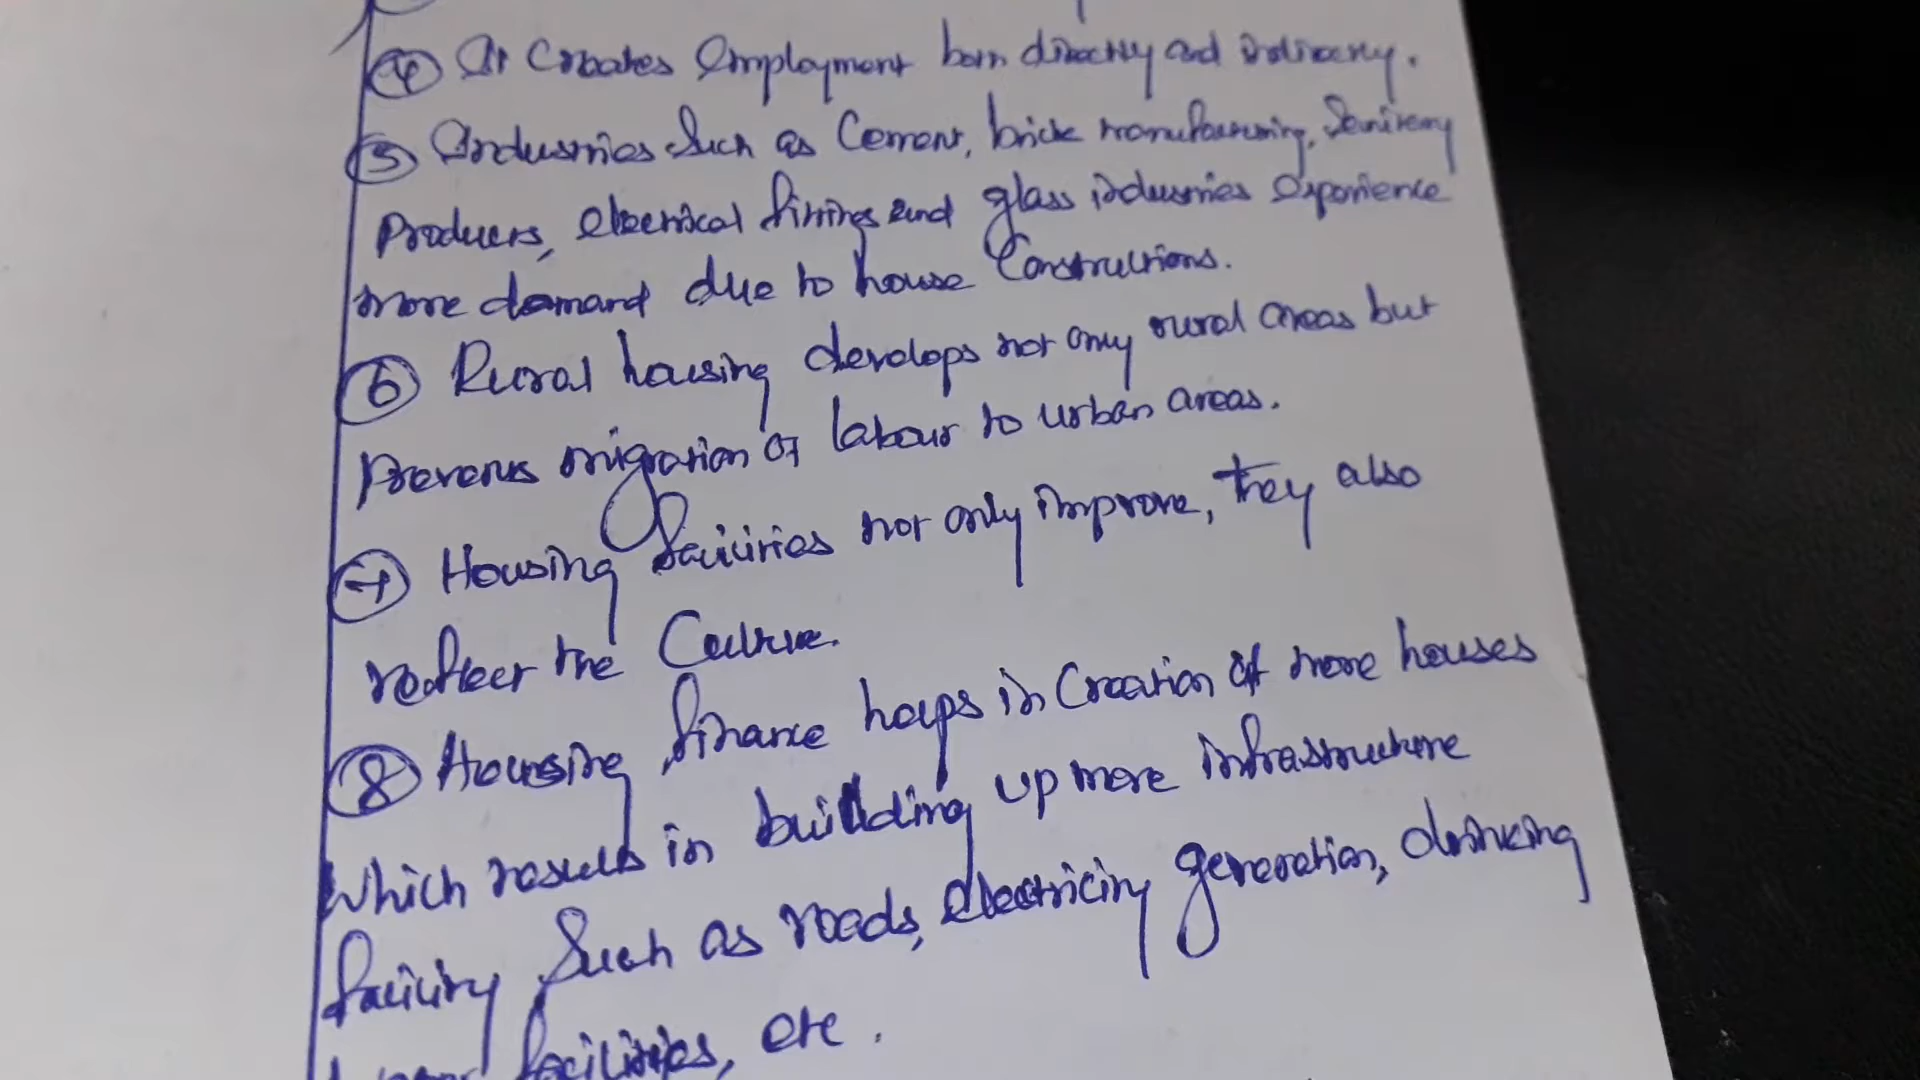 ④ It Creates Employment both directly and indirectly.
⑤ Industries Such as Cement, brick manufacturing, Sanitary
Producers, electrical fittings and glass industries experience
more demand due to house Constructions.
⑥ Rural housing develops not only rural areas but
Prevents migration of labour to urban areas.
⑦ Housing facilities not only improve, they also
reflect the Culture.
⑧ Housing finance helps in Creation of more houses
Which results in building up more infrastructure
facility Such as roads, electricity generation, drinking
water facilities, etc.